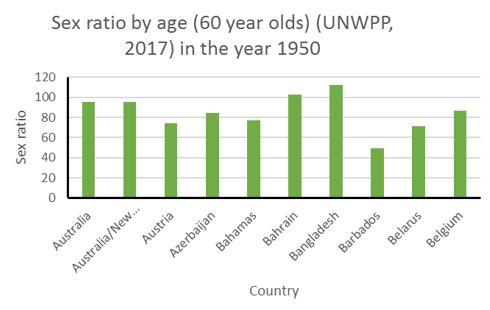 Sex ratio by age (60 year olds) (UNWPP,
2017) in the year 1950
120
100
80
60
40
20
0
Sex ratio
Australia
Australia/New...
Austria
Azerbaijan
Bahamas
Bahrain
Bangladesh
Barbados
Belarus
Belgium
Country